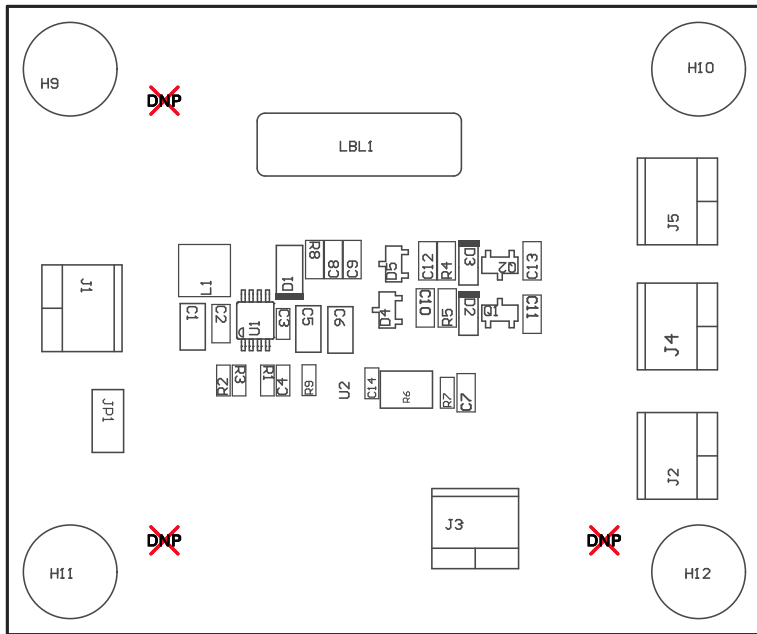 H9
H10
DNP
LBL1
J5
J1
L1
D1
R8
C8
C9
D5
C12
R4
D3
Q2
C13
C1
C2
U1
C3
C5
C6
D4
C10
R5
D2
Q1
C11
J4
R2
R3
R1
C4
R9
U2
C14
R6
R7
C7
JP1
J2
J3
DNP
DNP
H11
H12